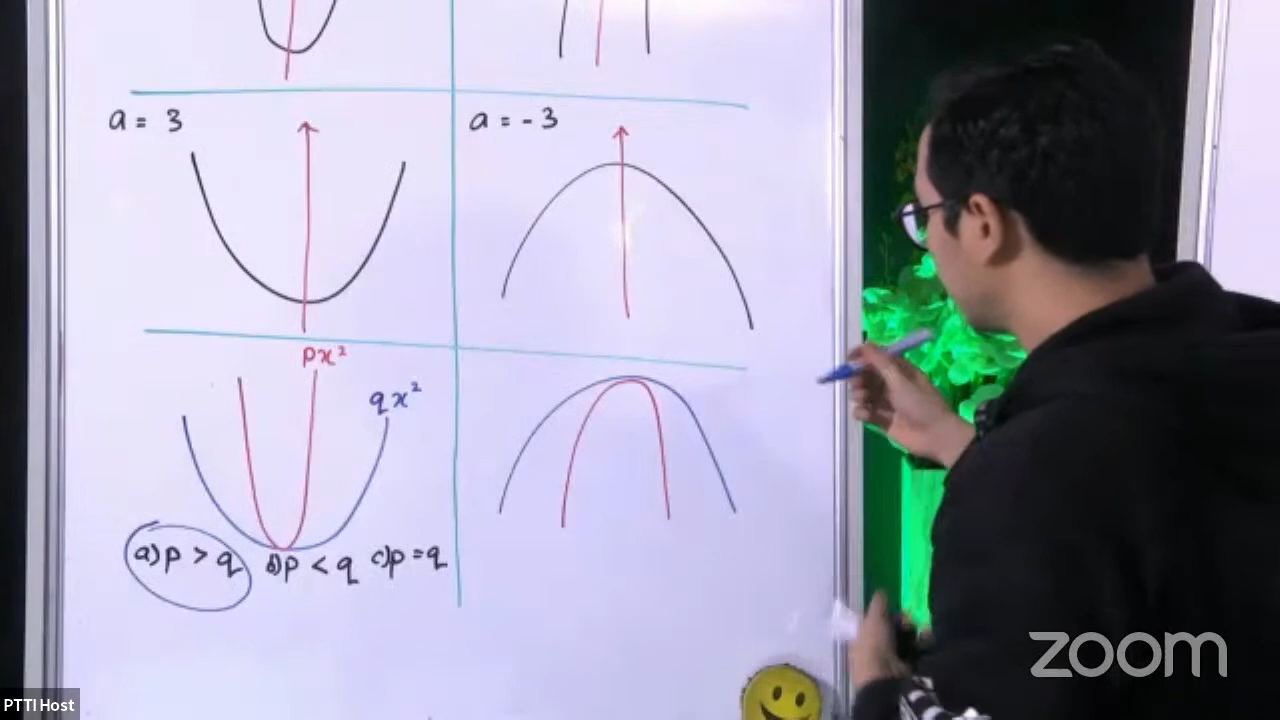 a = 3
a = - 3
px²
qx²
a) p > q b) p < q c) p = q
zoom
PTTI Host